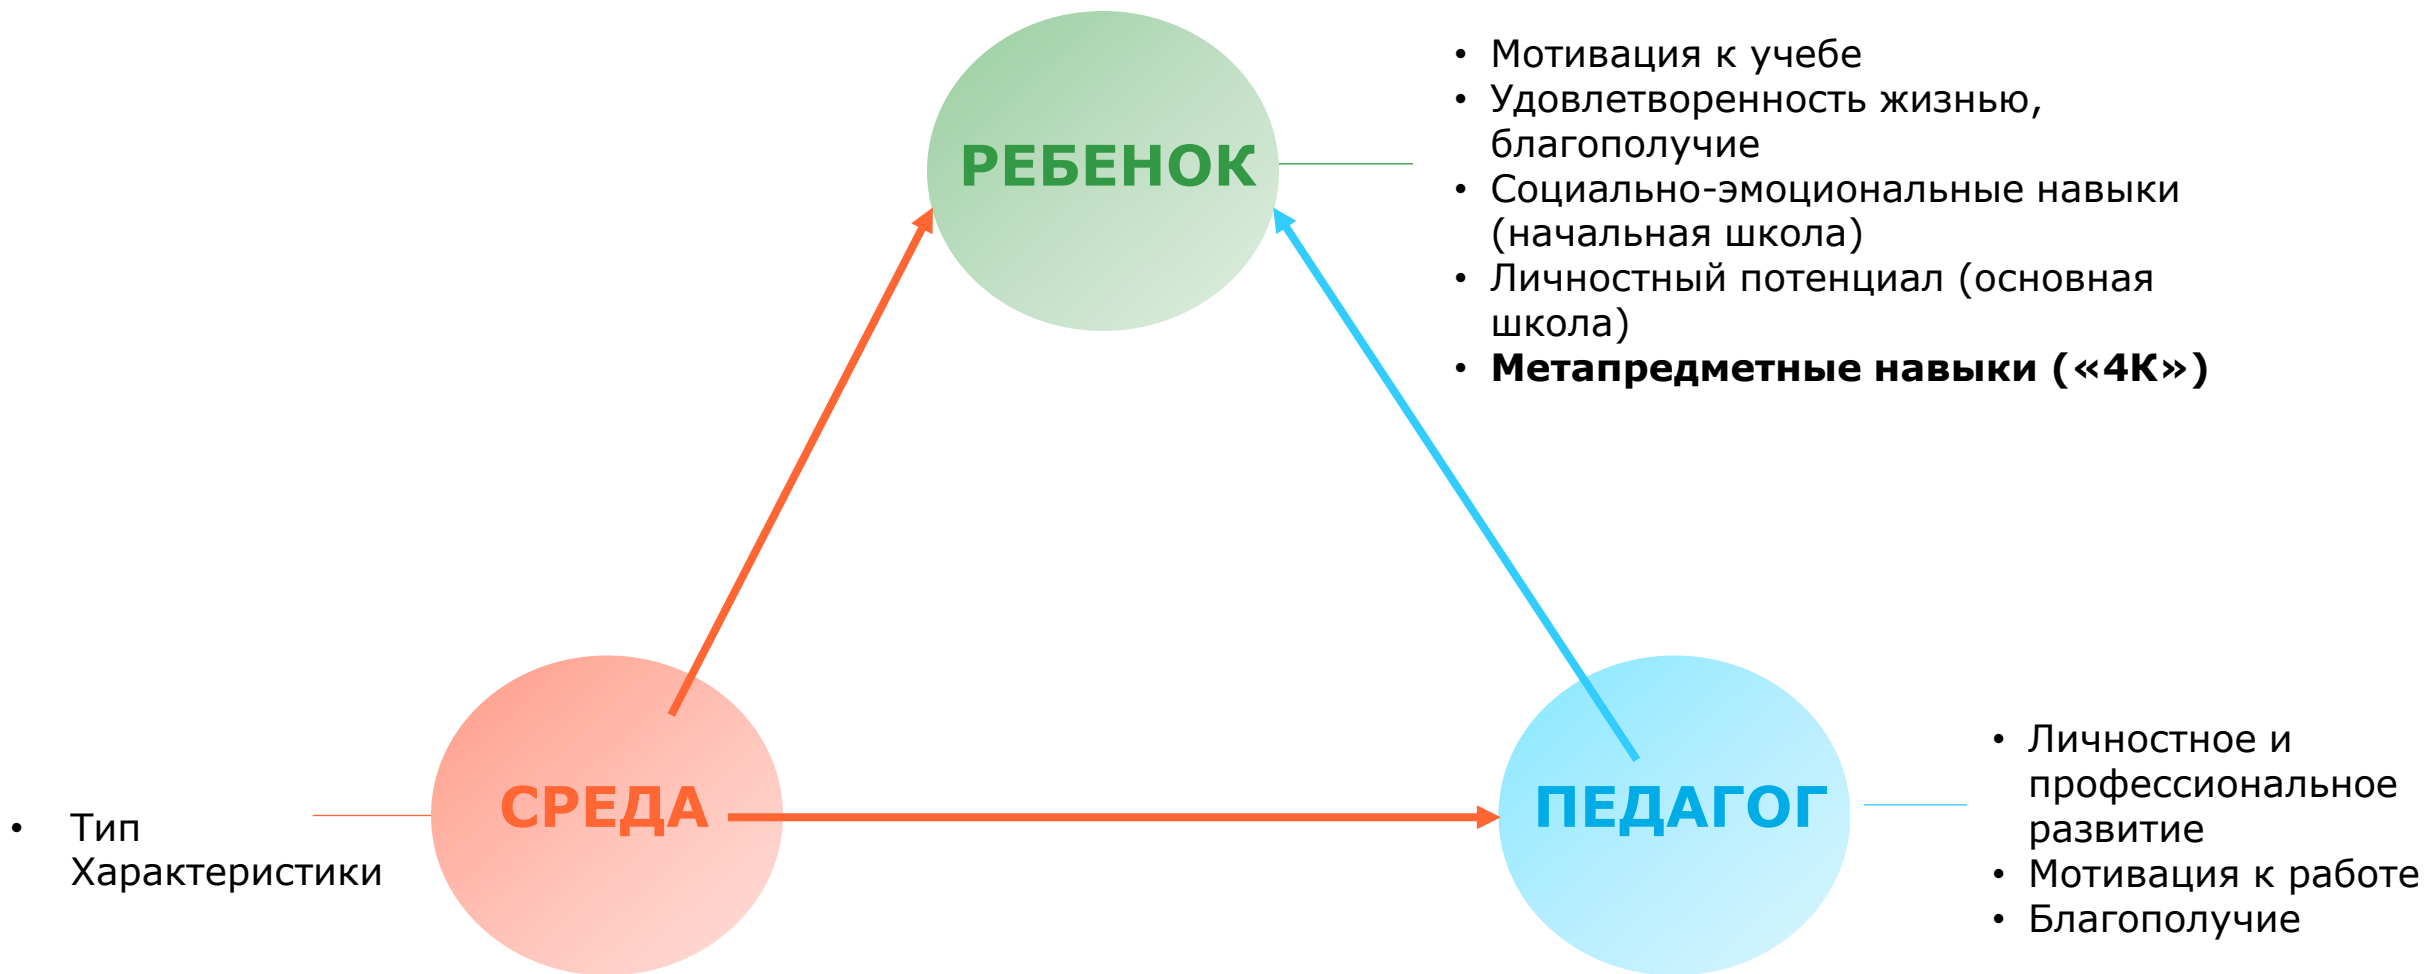 РЕБЕНОК
• Мотивация к учебе
• Удовлетворенность жизнью,
благополучие
• Социально-эмоциональные навыки
(начальная школа)
• Личностный потенциал (основная
школа)
• Метапредметные навыки («4К»)
СРЕДА
• Тип
Характеристики
ПЕДАГОГ
• Личностное и
профессиональное
развитие
• Мотивация к работе
• Благополучие